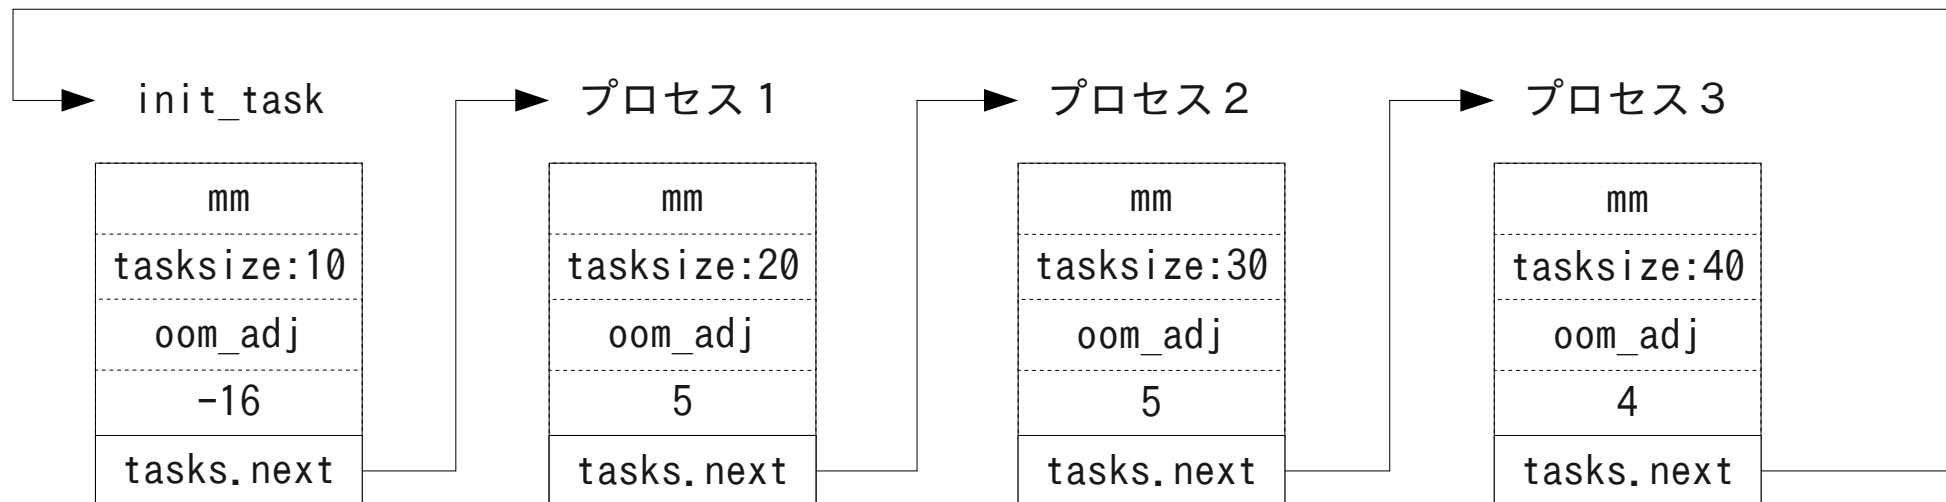 init_task
プロセス1
プロセス2
プロセス3
mm
tasksize:10
oom_adj
-16
tasks.next
mm
tasksize:20
oom_adj
5
tasks.next
mm
tasksize:30
oom_adj
5
tasks.next
mm
tasksize:40
oom_adj
4
tasks.next